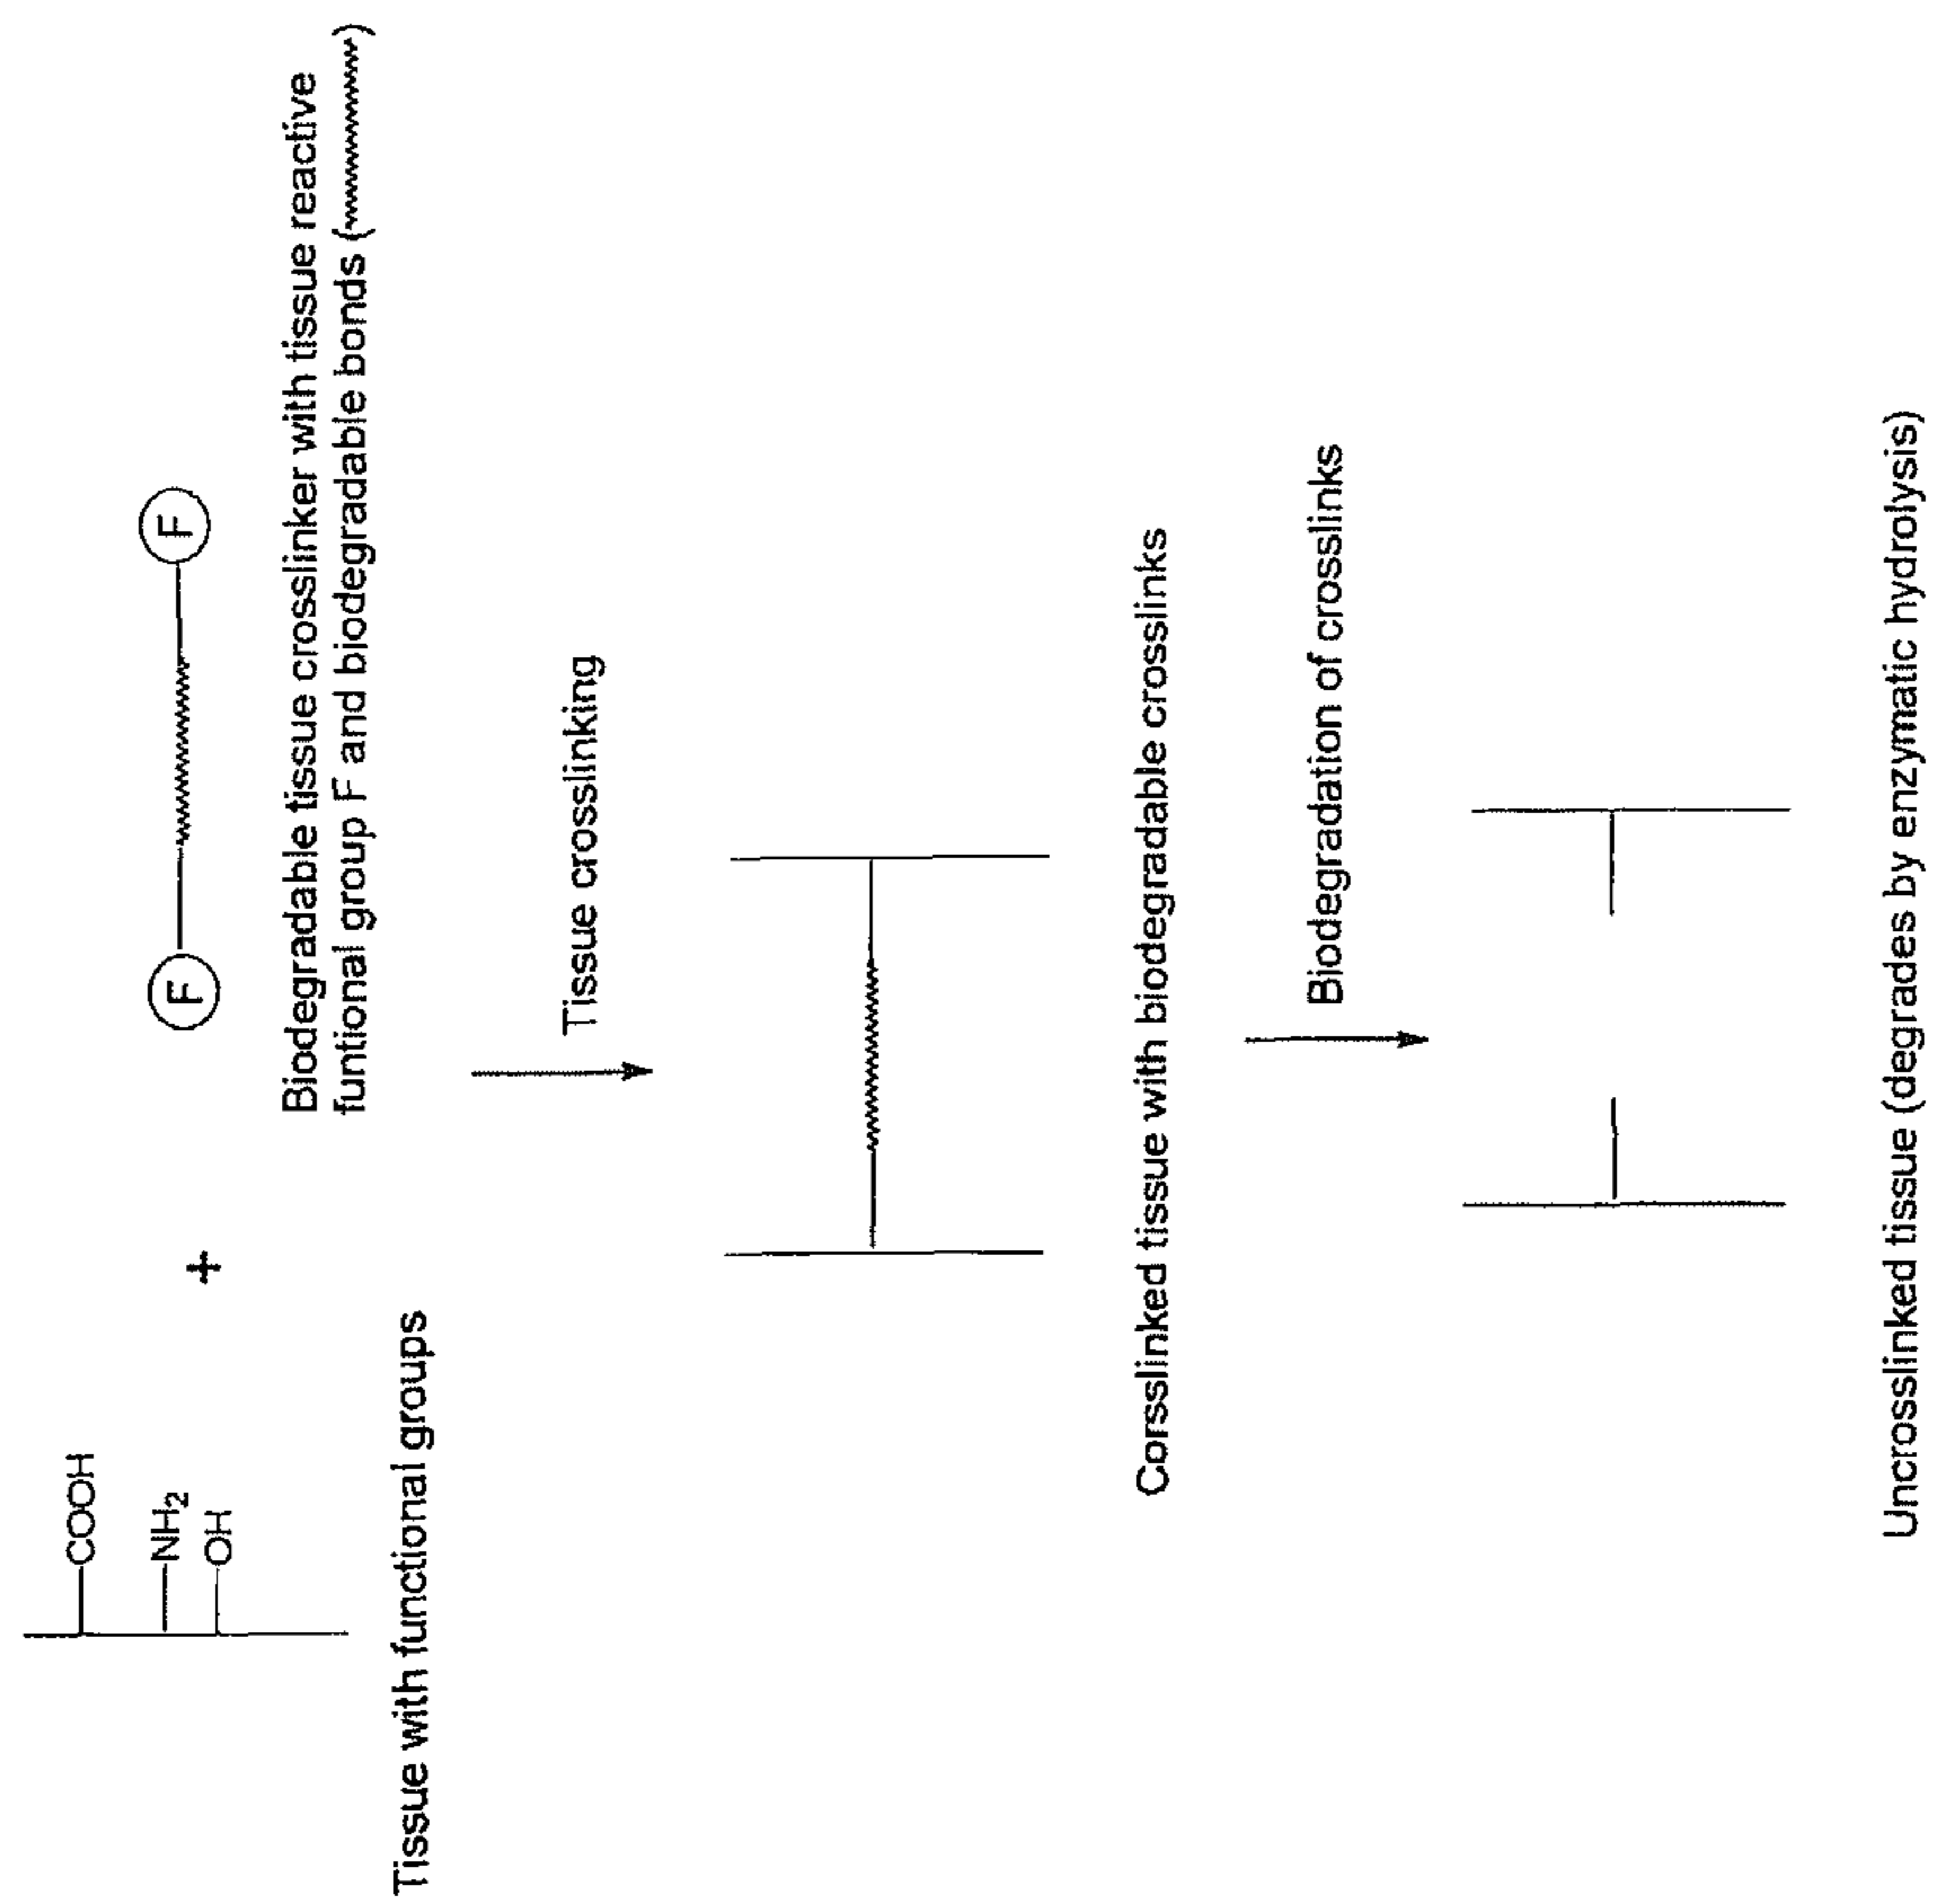 COOH
NH2
OH
Tissue with functional groups
+
F
F
Biodegradable tissue crosslinker with tissue reactive
funtional group F and biodegradable bonds ( )
Tissue crosslinking
Corsslinked tissue with biodegradable crosslinks
Biodegradation of crosslinks
Uncrosslinked tissue (degrades by enzymatic hydrolysis)